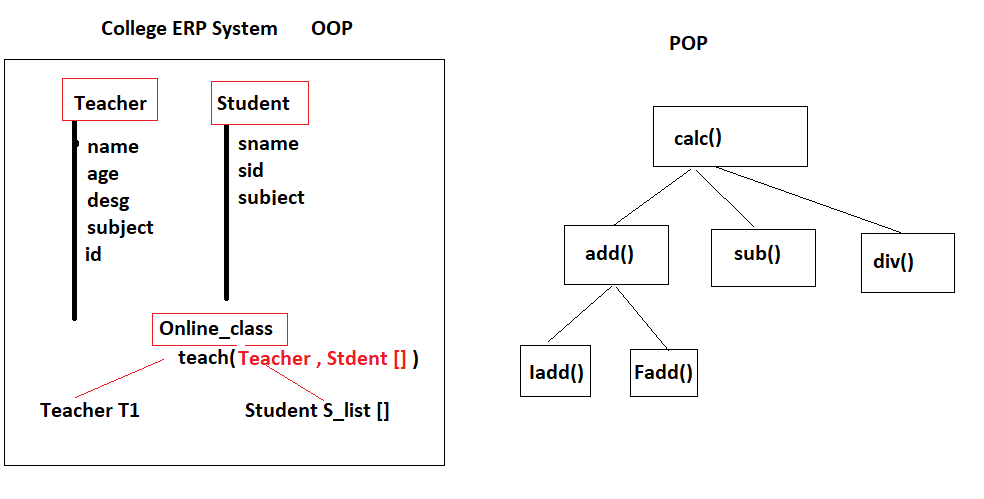 College ERP System OOP
Teacher
Student
name
age
desg
subject
id
sname
sid
subject
Online_class
teach(Teacher , Stdent [] )
Teacher T1
Student S_list []
POP
calc()
add()
sub()
div()
Iadd()
Fadd()